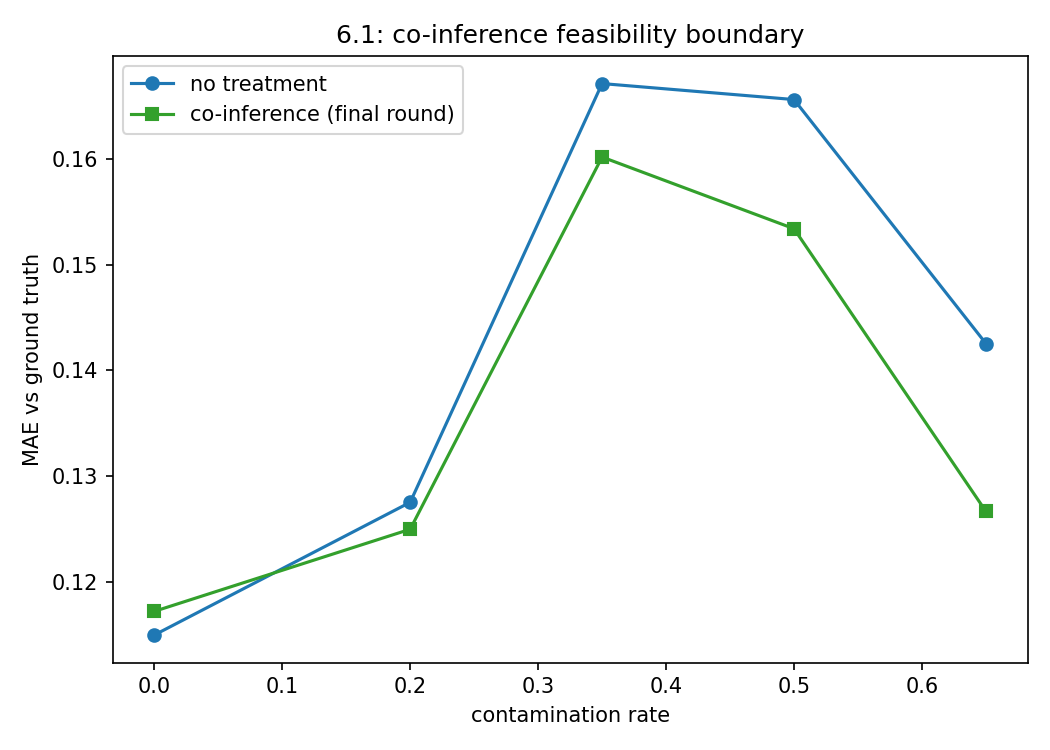 6.1: co-inference feasibility boundary
no treatment
co-inference (final round)
MAE vs ground truth
0.16
0.15
0.14
0.13
0.12
0.0 0.1 0.2 0.3 0.4 0.5 0.6
contamination rate